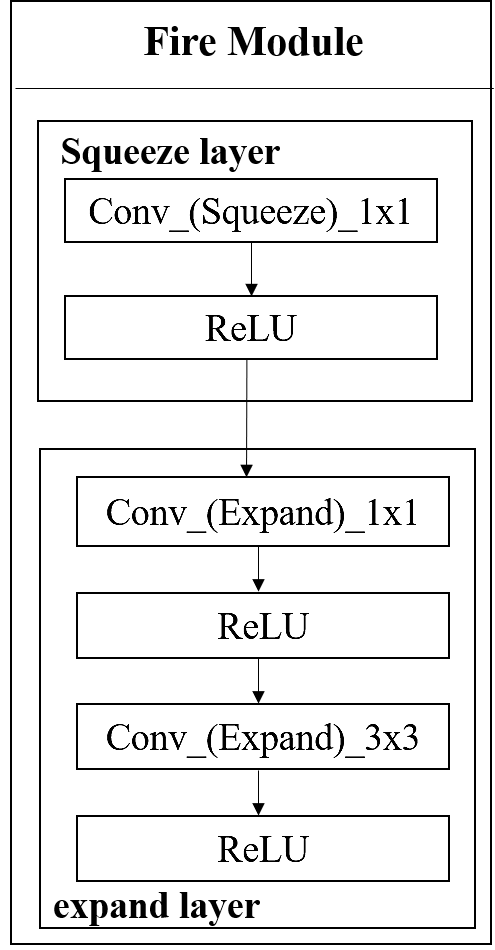 Fire Module
Squeeze layer
Conv_(Squeeze)_1x1
ReLU
Conv_(Expand)_1x1
ReLU
Conv_(Expand)_3x3
ReLU
expand layer